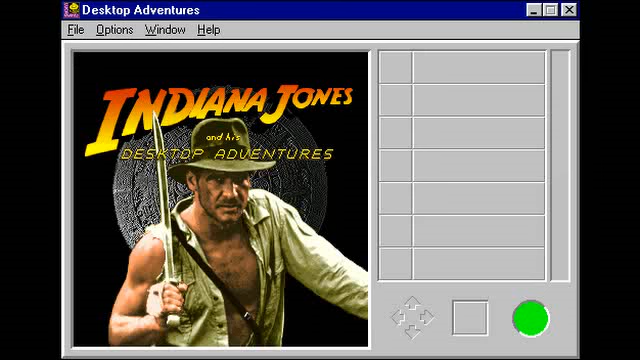 Desktop Adventures
File Options Window Help
INDIANA JONES
and his
DESKTOP ADVENTURES